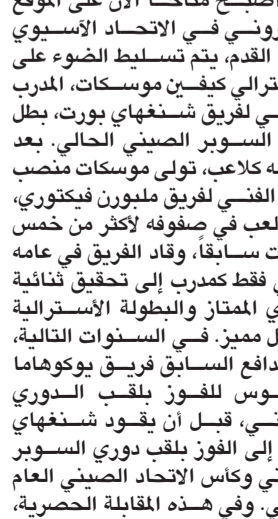 أصبح متاحاً الآن على الموقع
روني في الاتحاد الآسيوي
القدم، يتم تسليط الضوء على
ترالي كيفين موسكات، المدرب
ي لفريق شنغهاي بورت، بطل
السوبر الصيني الحالي. بعد
ه كلاعب، تولى موسكات منصب
الفني لفريق ملبورن فيكتوري،
لعب في صفوفه لأكثر من خمس
ت سابقاً، وقاد الفريق في عامه
ي فقط كمدرب إلى تحقيق ثنائية
ي الممتاز والبطولة الأسترالية
ل مميز. في السنوات التالية،
دافع السابق فريق يوكوهاما
وس للفوز بلقب الدوري
ني، قبل أن يقود شنغهاي
إلى الفوز بلقب دوري السوبر
ني وكأس الاتحاد الصيني العام
ي. وفي هذه المقابلة الحصرية،